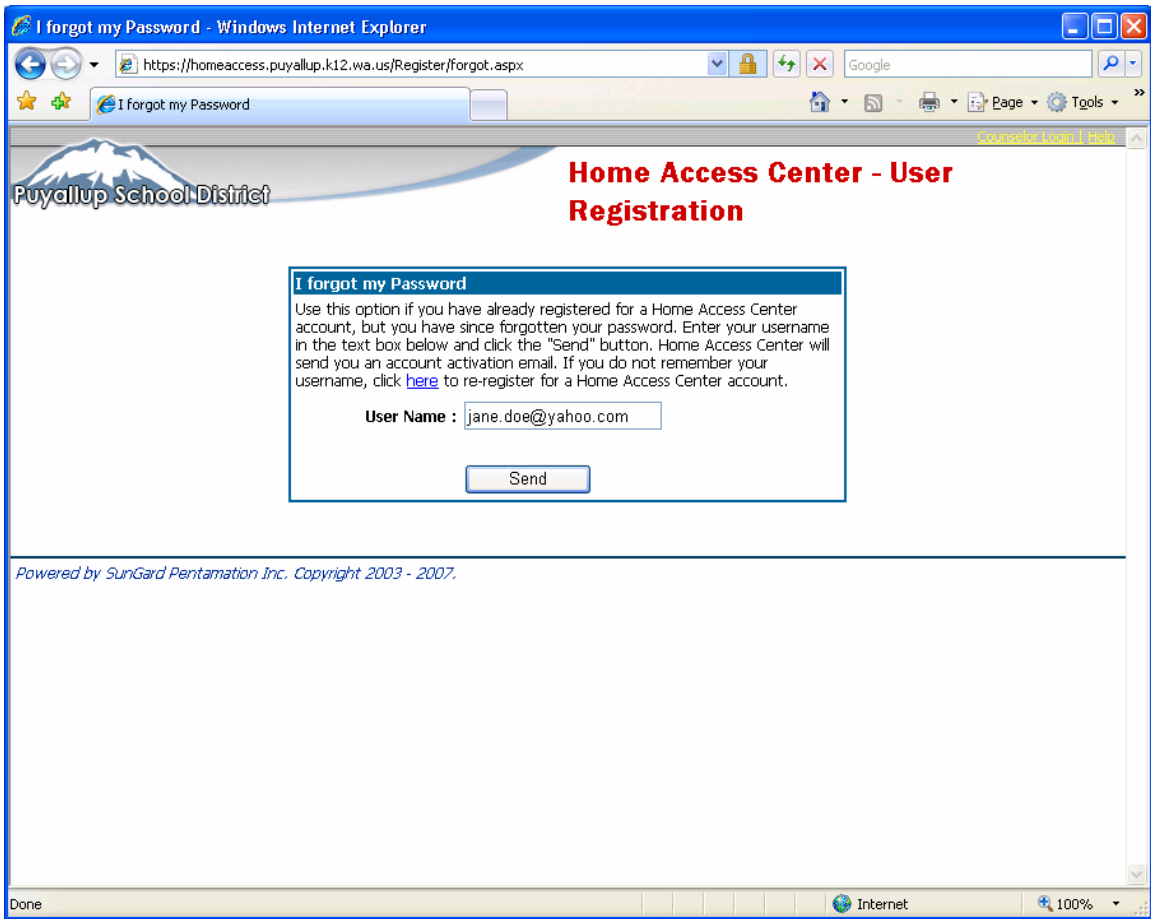 I forgot my Password - Windows Internet Explorer
https://homeaccess.puyallup.k12.wa.us/Register/forgot.aspx
Google
I forgot my Password
Page
Tools
»
Counselor Login | Help
Puyallup School District
Home Access Center - User
Registration
I forgot my Password
Use this option if you have already registered for a Home Access Center
account, but you have since forgotten your password. Enter your username
in the text box below and click the "Send" button. Home Access Center will
send you an account activation email. If you do not remember your
username, click here to re-register for a Home Access Center account.
User Name : jane.doe@yahoo.com
Send
Powered by SunGard Pentamation Inc. Copyright 2003 - 2007.
Done
Internet
100%